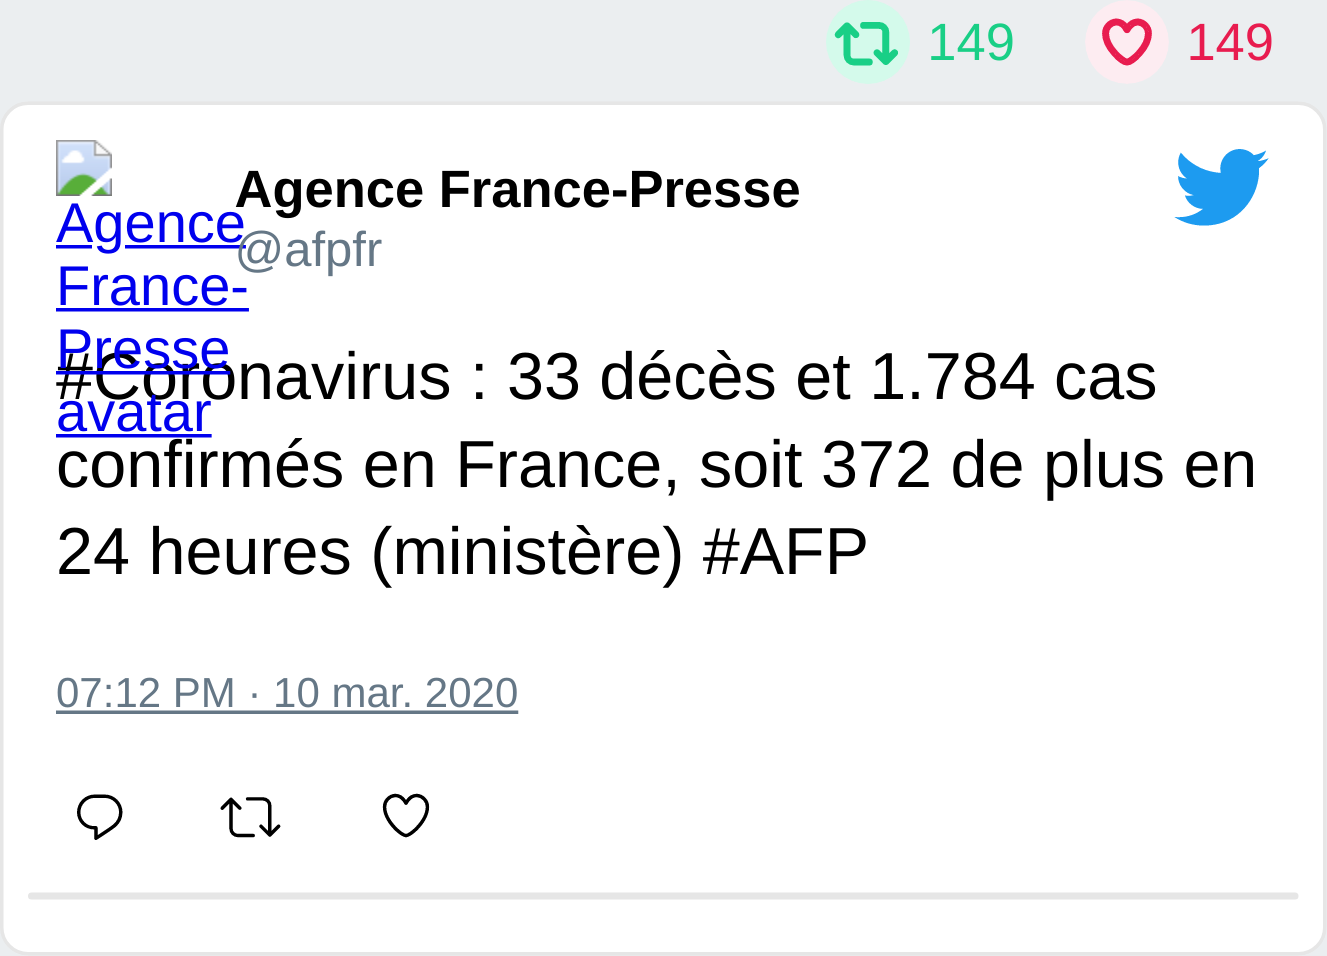 149 149
Agence France-Presse
@afpfr
Agence
France-
Presse
avatar
#Coronavirus : 33 décès et 1.784 cas
confirmés en France, soit 372 de plus en
24 heures (ministère) #AFP
07:12 PM · 10 mar. 2020